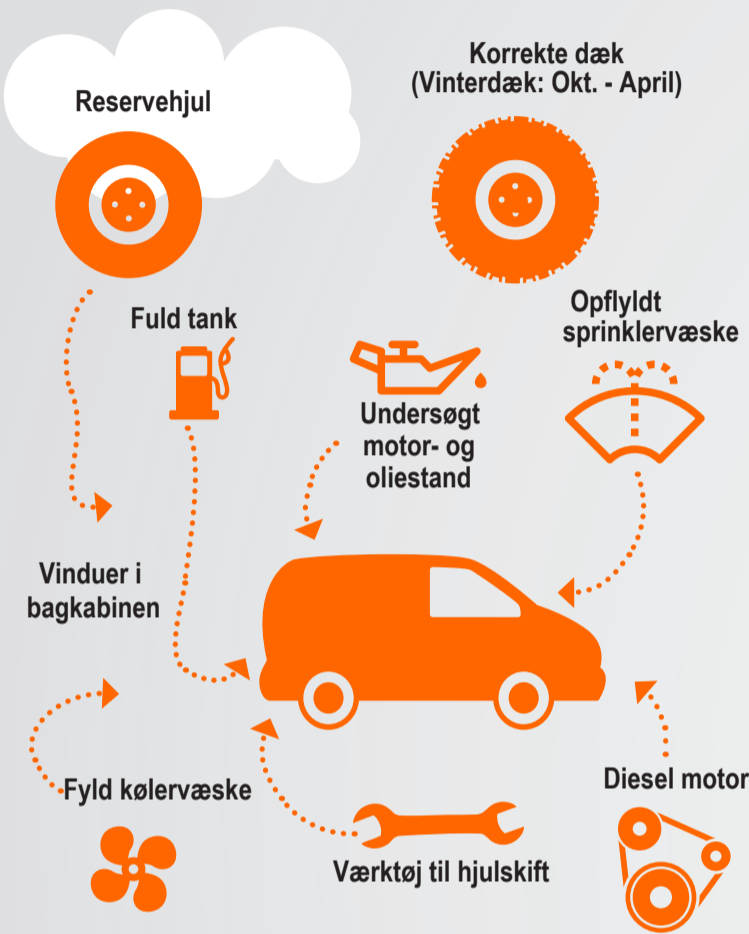 Reservehjul
Korrekte dæk
(Vinterdæk: Okt. - April)
Fuld tank
Opflyldt
sprinklervæske
Undersøgt
motor- og
oliestand
Vinduer i
bagkabinen
Fyld kølervæske
Værktøj til hjulskift
Diesel motor